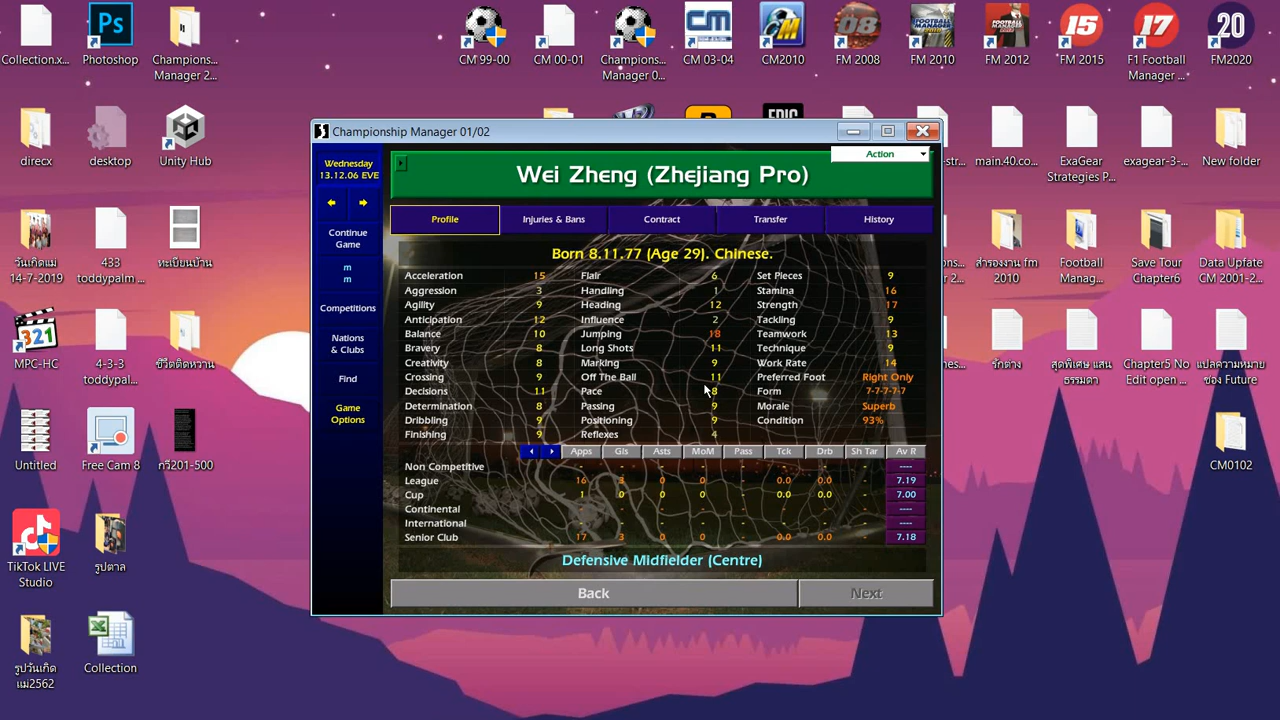 Collection.x...
Photoshop
Champions...
Manager 2...
CM 99-00
CM 00-01
Champions...
Manager 0...
CM 03-04
CM2010
FM 2008
FM 2010
FM 2012
FM 2015
F1 Football
Manager ...
FM2020
direcx
desktop
Unity Hub
main.40.co...
ExaGear
Strategies P...
exagear-3-...
New folder
วันเกิดแม่
14-7-2019
433
toddypalm ...
ทะเบียนบ้าน
สำรองงาน fm
2010
Football
Manag...
Save Tour
Chapter6
Data Update
CM 2001-2...
MPC-HC
4-3-3
toddypal...
ชีวิตติดหวาน
รักต่าง
สุดพิเศษ แสน
ธรรมดา
Chapter5 No
Edit open ...
แปลความหมาย
ของ Future
Untitled
Free Cam 8
กวี201-500
CM0102
TikTok LIVE
Studio
รูปตาล
รูปวันเกิด
แม่2562
Collection
Championship Manager 01/02
Wednesday
13.12.06 EVE
Continue
Game
m
m
Competitions
Nations
& Clubs
Find
Game
Options
Action
Wei Zheng (Zhejiang Pro)
Profile Injuries & Bans Contract Transfer History
Born 8.11.77 (Age 29). Chinese.
Acceleration 15 Flair 6 Set Pieces 9
Aggression 3 Handling 1 Stamina 16
Agility 9 Heading 12 Strength 17
Anticipation 12 Influence 2 Tackling 9
Balance 10 Jumping 18 Teamwork 13
Bravery 8 Long Shots 11 Technique 9
Creativity 8 Marking 9 Work Rate 14
Crossing 9 Off The Ball 11 Preferred Foot Right Only
Decisions 11 Pace 8 Form 7-7-7-7-7
Determination 8 Passing 9 Morale Superb
Dribbling 9 Positioning 9 Condition 93%
Finishing 9 Reflexes 4
Apps Gls Asts MoM Pass Tck Drb Sh Tar Av R
Non Competitive - - - - - - - - ----
League 16 3 0 0 - 0.0 0.0 - 7.19
Cup 1 0 0 0 - 0.0 0.0 - 7.00
Continental - - - - - - - - ----
International - - - - - - - - ----
Senior Club 17 3 0 0 - 0.0 0.0 - 7.18
Defensive Midfielder (Centre)
Back Next